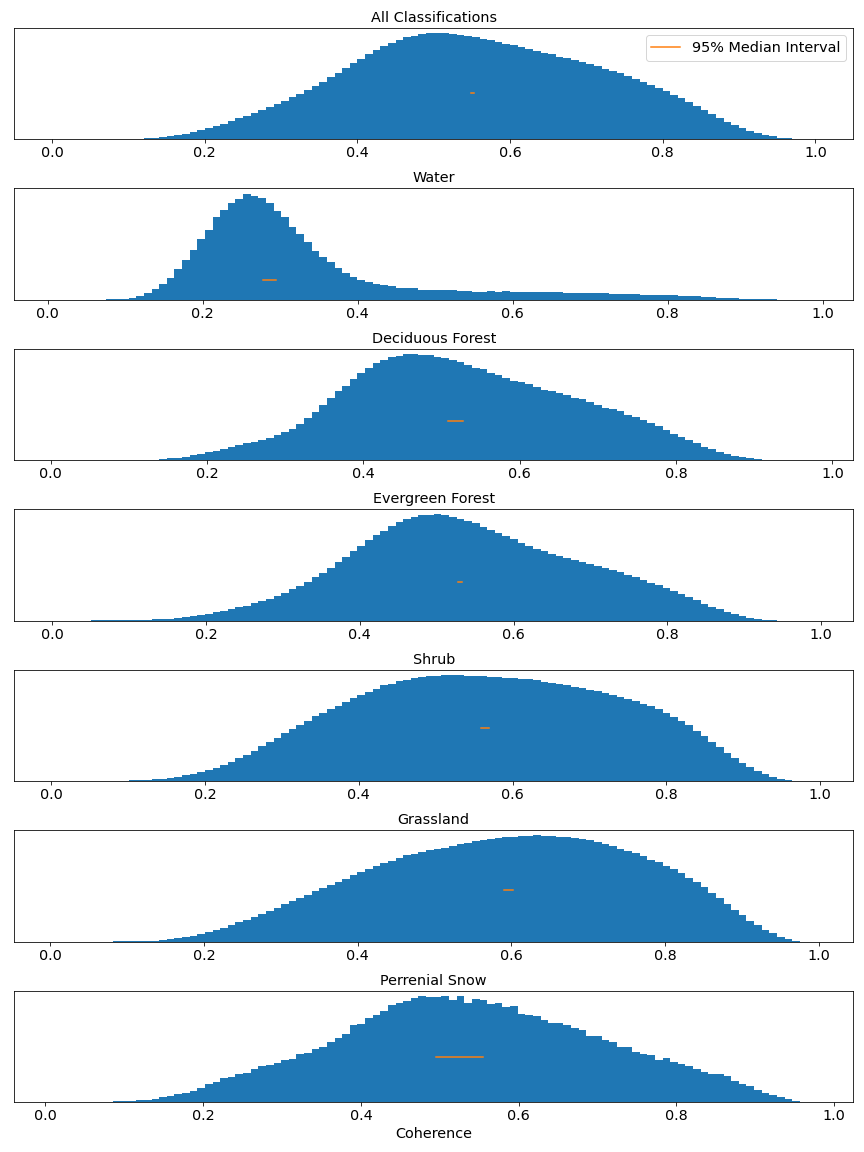 All Classifications
95% Median Interval
0.0 0.2 0.4 0.6 0.8 1.0
Water
0.0 0.2 0.4 0.6 0.8 1.0
Deciduous Forest
0.0 0.2 0.4 0.6 0.8 1.0
Evergreen Forest
0.0 0.2 0.4 0.6 0.8 1.0
Shrub
0.0 0.2 0.4 0.6 0.8 1.0
Grassland
0.0 0.2 0.4 0.6 0.8 1.0
Perrenial Snow
0.0 0.2 0.4 0.6 0.8 1.0
Coherence